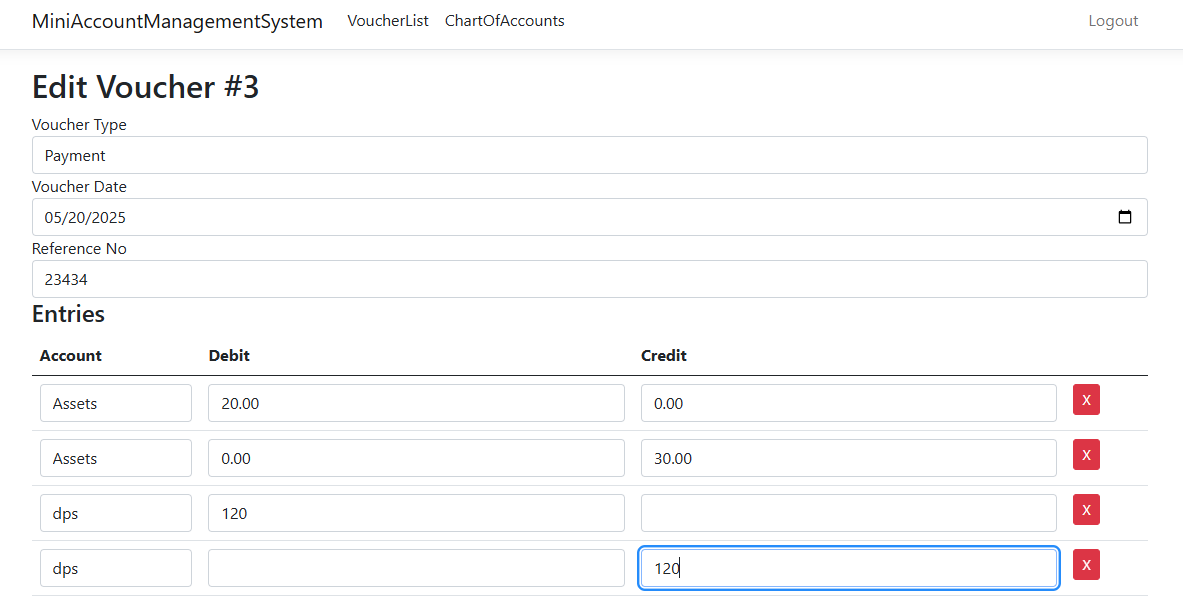 MiniAccountManagementSystem VoucherList ChartOfAccounts Logout
Edit Voucher #3
Voucher Type
Payment
Voucher Date
05/20/2025
Reference No
23434
Entries
Account Debit Credit
Assets 20.00 0.00 X
Assets 0.00 30.00 X
dps 120 X
dps 120 X